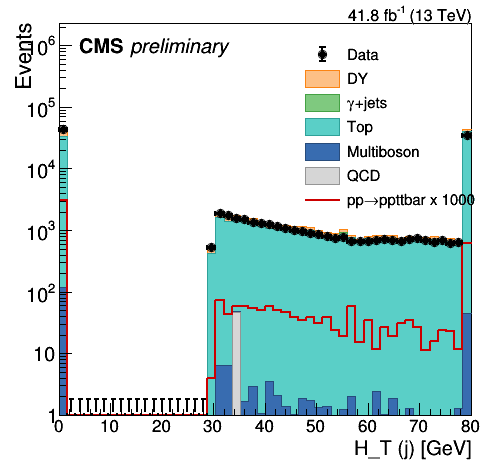 41.8 fb⁻¹ (13 TeV)
CMS preliminary
Events
Data
DY
γ+jets
Top
Multiboson
QCD
pp→ppttbar x 1000
10⁶
10⁵
10⁴
10³
10²
10
1
0 10 20 30 40 50 60 70 80
H_T (j) [GeV]